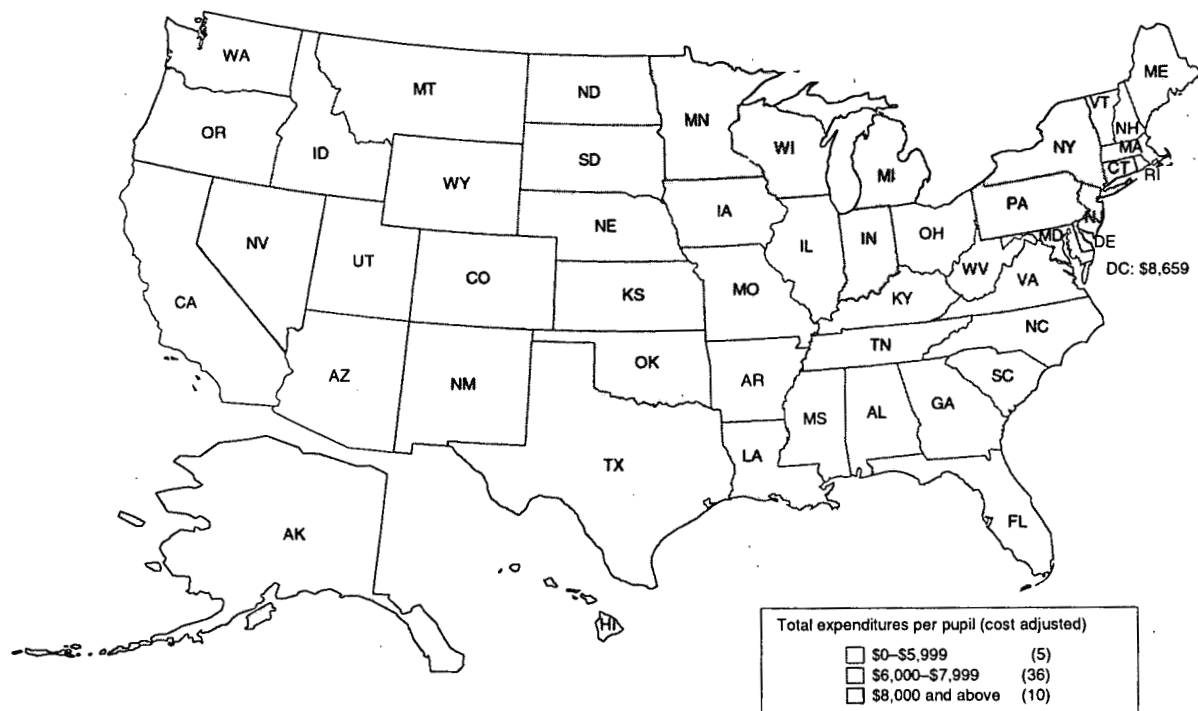 WA
MT
ND
MN
ME
VT
NH
OR
ID
SD
WI
MI
NY
MA
CT
RI
WY
IA
PA
NJ
NE
NV
UT
CO
IL
IN
OH
MD
DE
WV
VA
DC: $8,659
CA
KS
MO
KY
NC
TN
AZ
NM
OK
AR
SC
MS
AL
GA
LA
TX
FL
AK
HI
Total expenditures per pupil (cost adjusted)
$0–$5,999 (5)
$6,000–$7,999 (36)
$8,000 and above (10)